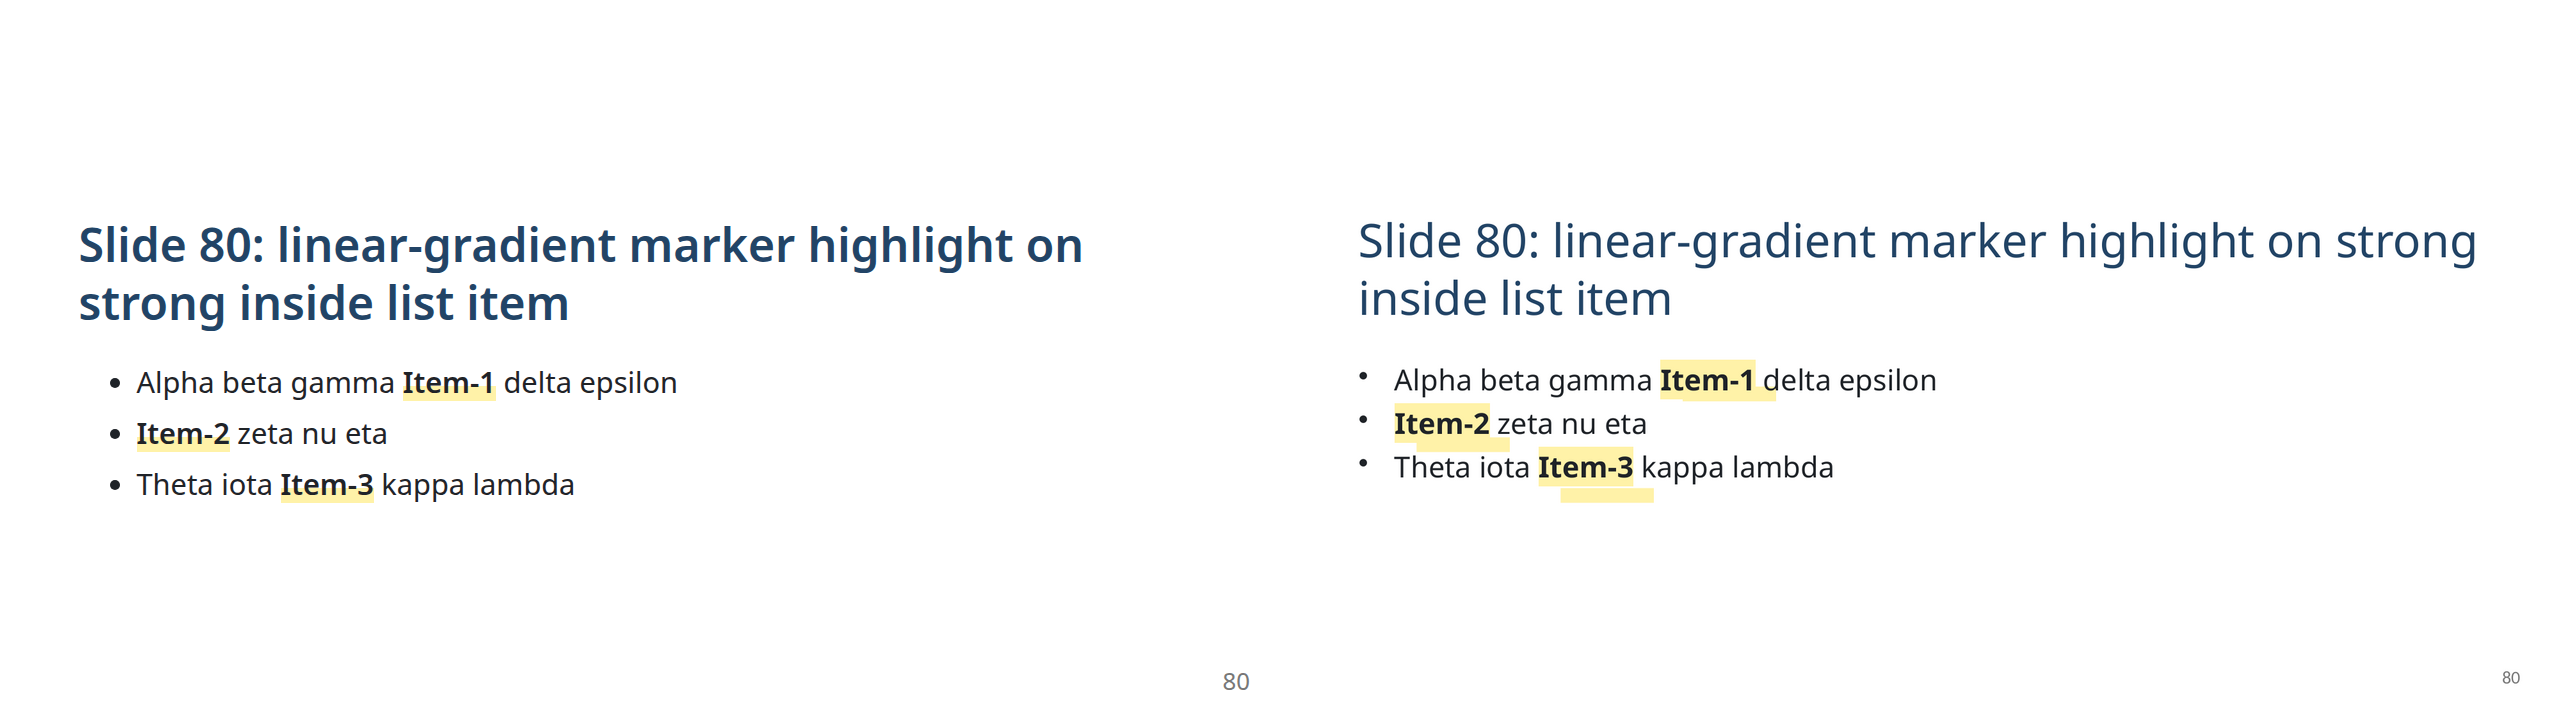 Slide 80: linear-gradient marker highlight on
strong inside list item
• Alpha beta gamma Item-1 delta epsilon
• Item-2 zeta nu eta
• Theta iota Item-3 kappa lambda
80
Slide 80: linear-gradient marker highlight on strong
inside list item
• Alpha beta gamma Item-1 delta epsilon
• Item-2 zeta nu eta
• Theta iota Item-3 kappa lambda
80